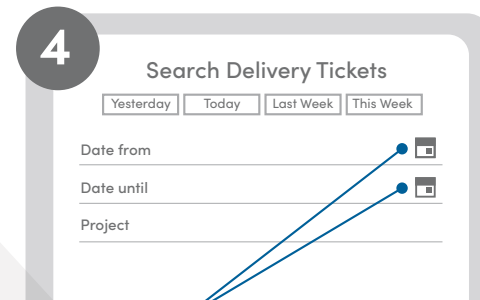 4
Search Delivery Tickets
Yesterday Today Last Week This Week
Date from
Date until
Project